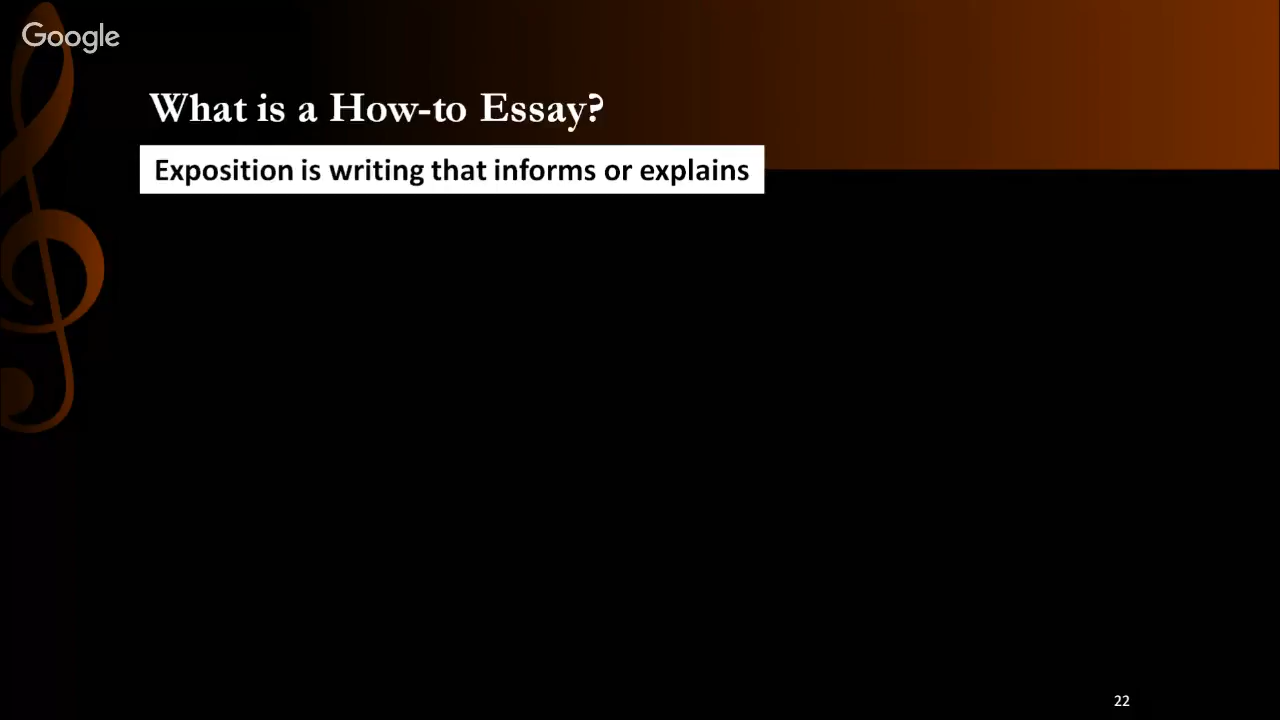 Google
What is a How-to Essay?
Exposition is writing that informs or explains
22